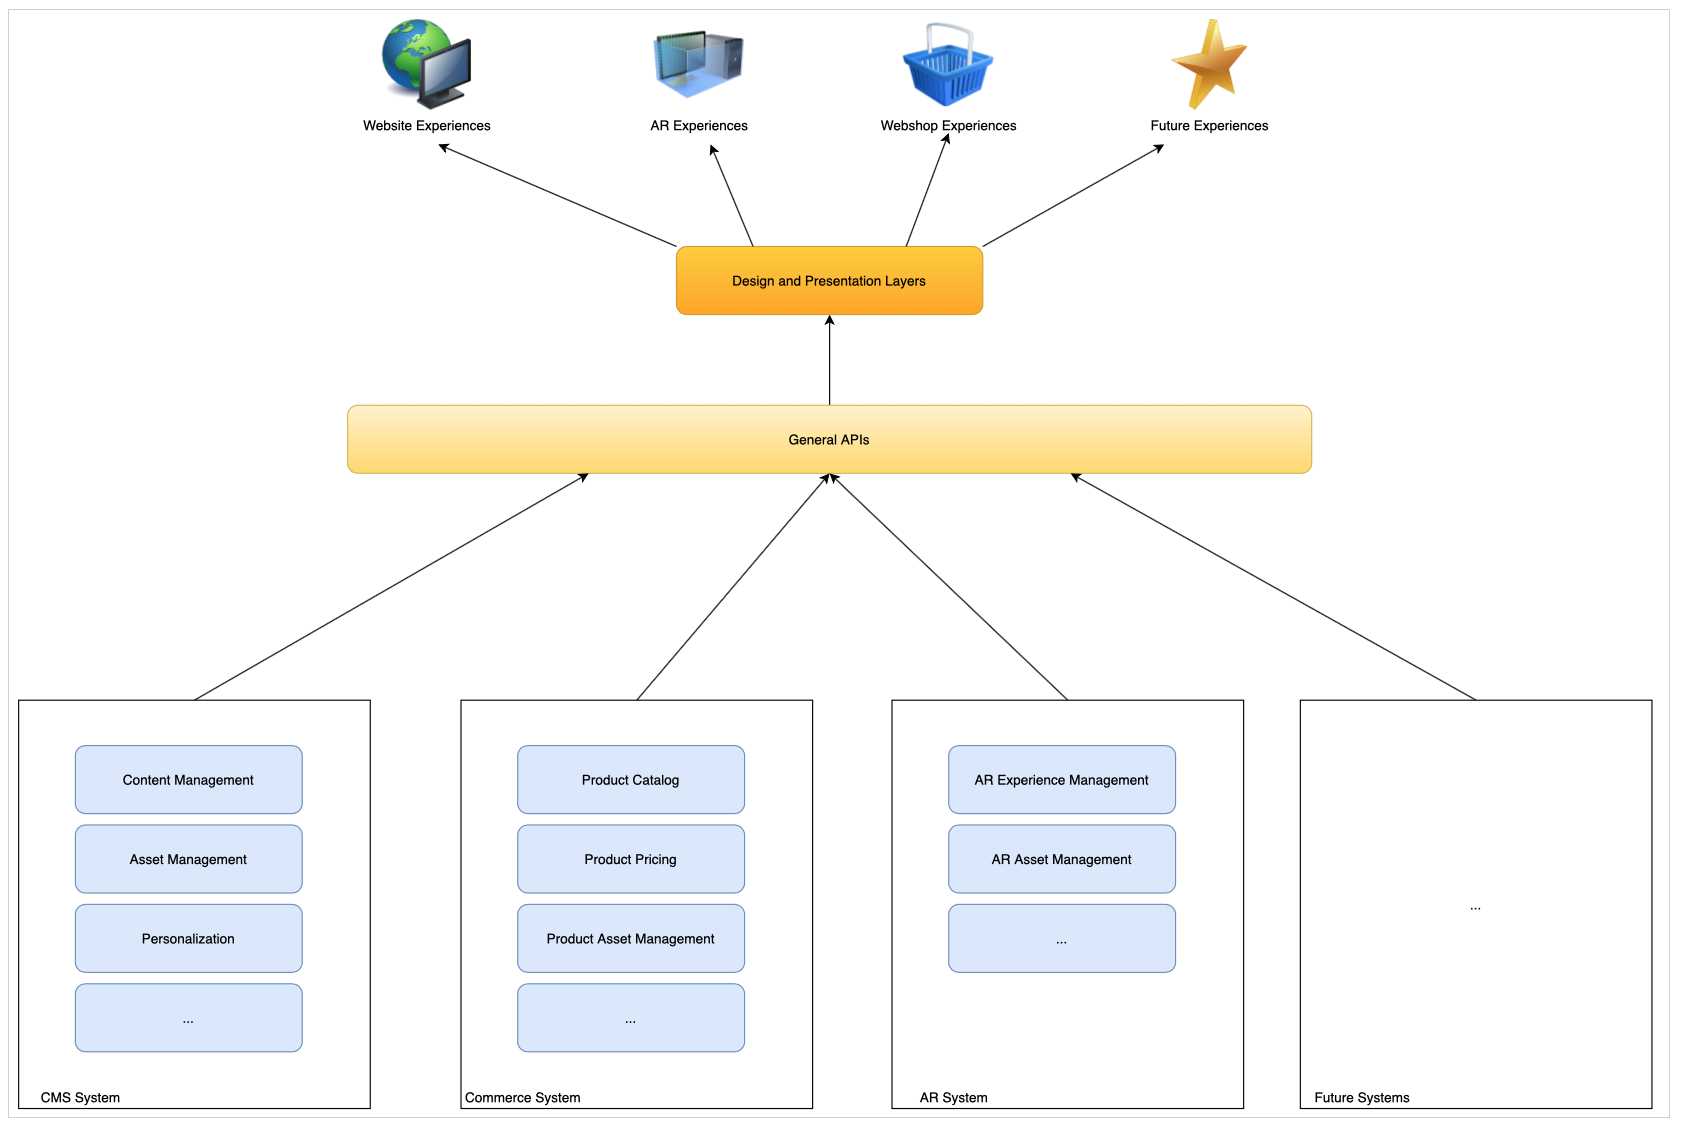 Website Experiences
AR Experiences
Webshop Experiences
Future Experiences
Design and Presentation Layers
General APIs
Content Management
Asset Management
Personalization
...
CMS System
Product Catalog
Product Pricing
Product Asset Management
...
Commerce System
AR Experience Management
AR Asset Management
...
AR System
...
Future Systems